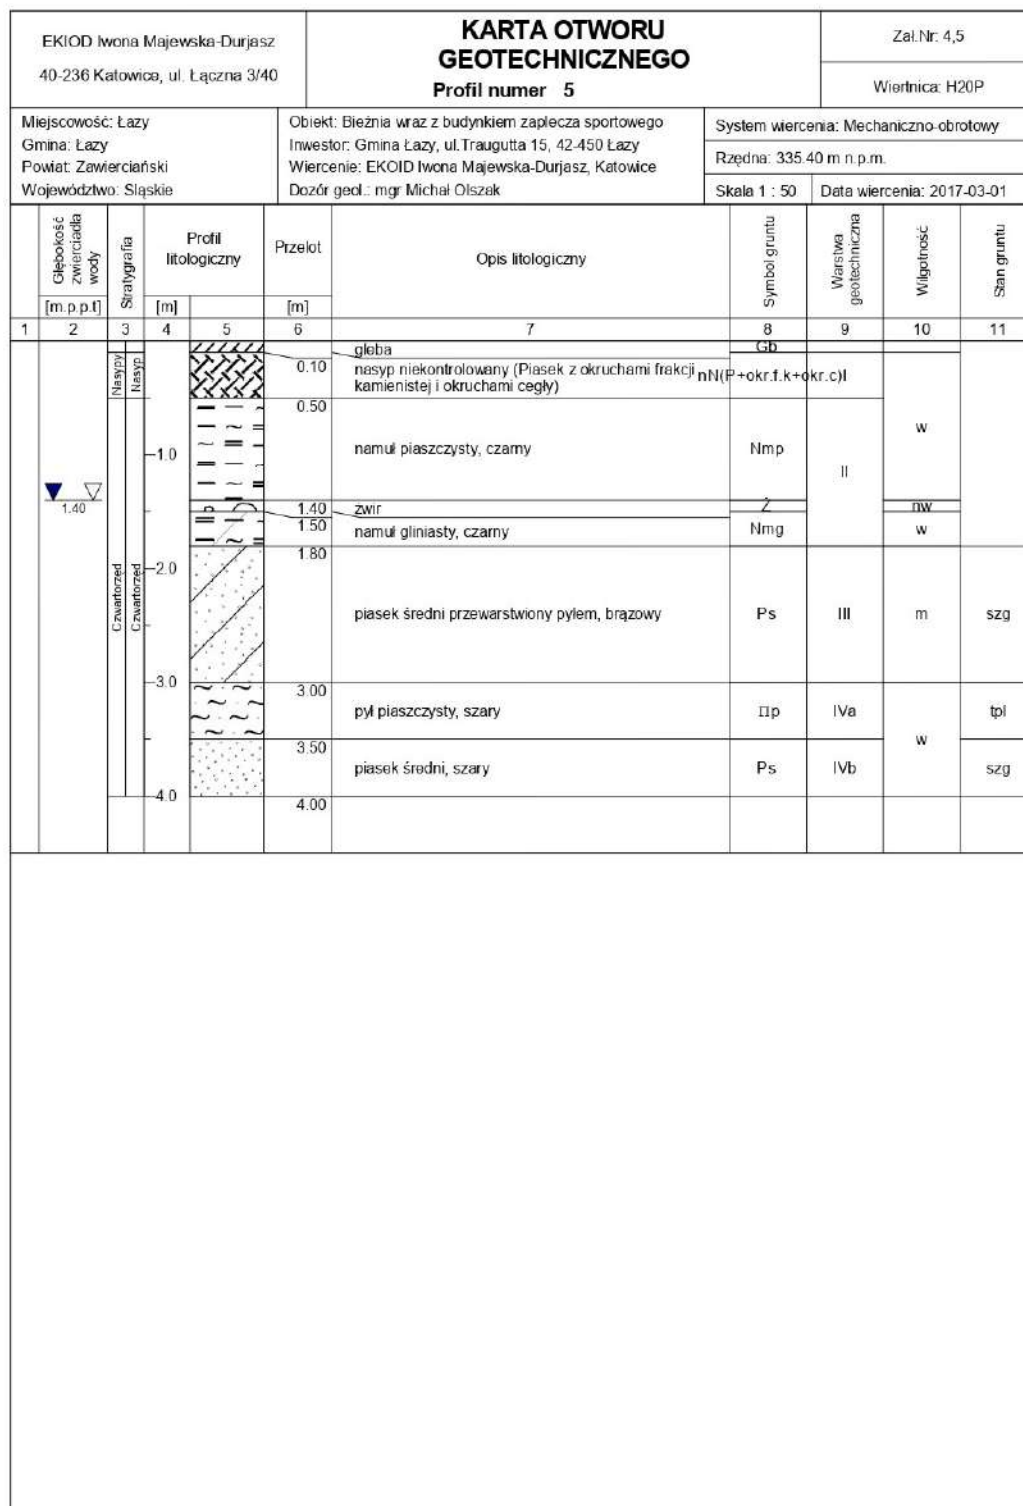 EKIOD Iwona Majewska-Durjasz
40-236 Katowice, ul. Łączna 3/40
KARTA OTWORU
GEOTECHNICZNEGO
Profil numer 5
Zał.Nr: 4,5
Wiertnica: H20P
Miejscowość: Łazy
Gmina: Łazy
Powiat: Zawierciański
Województwo: Śląskie
Obiekt: Bieżnia wraz z budynkiem zaplecza sportowego
Inwestor: Gmina Łazy, ul.Traugutta 15, 42-450 Łazy
Wiercenie: EKOID Iwona Majewska-Durjasz, Katowice
Dozór geol.: mgr Michał Olszak
System wiercenia: Mechaniczno-obrotowy
Rzędna: 335.40 m n.p.m.
Skala 1 : 50
Data wiercenia: 2017-03-01
Głębokość zwierciadła wody
[m.p.p.t]
Stratygrafia
Profil litologiczny
[m]
Przelot
[m]
Opis litologiczny
Symbol gruntu
Warstwa geotechniczna
Wilgotność
Stan gruntu
1 2 3 4 5 6 7 8 9 10 11
gleba Gb
Nasypy Nasyp
0.10 nasyp niekontrolowany (Piasek z okruchami frakcji kamienistej i okruchami cegły) nN(P+okr.f.k+okr.c)I
0.50
-1.0 namuł piaszczysty, czarny Nmp II w
1.40
1.40 żwir Ż nw
1.50 namuł gliniasty, czarny Nmg w
1.80
-2.0
Czwartorzęd Czwartorzęd
piasek średni przewarstwiony pyłem, brązowy Ps III m szg
-3.0 3.00
pył piaszczysty, szary Πp IVa w tpl
3.50
piasek średni, szary Ps IVb szg
-4.0 4.00